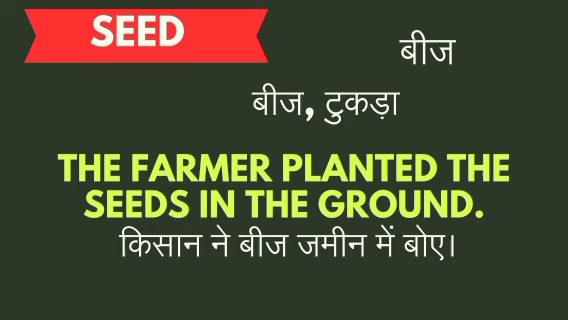 SEED
बीज
बीज, टुकड़ा
THE FARMER PLANTED THE
SEEDS IN THE GROUND.
किसान ने बीज जमीन में बोए।